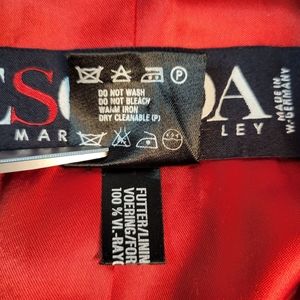 ESC DA
MAR LEY
MADE IN
W.-GERMANY
P
DO NOT WASH
DO NOT BLEACH
WARM IRON
DRY CLEANABLE (P)
FUTTER/LININ
VOERING/FOR
100 % VI.-RAYO